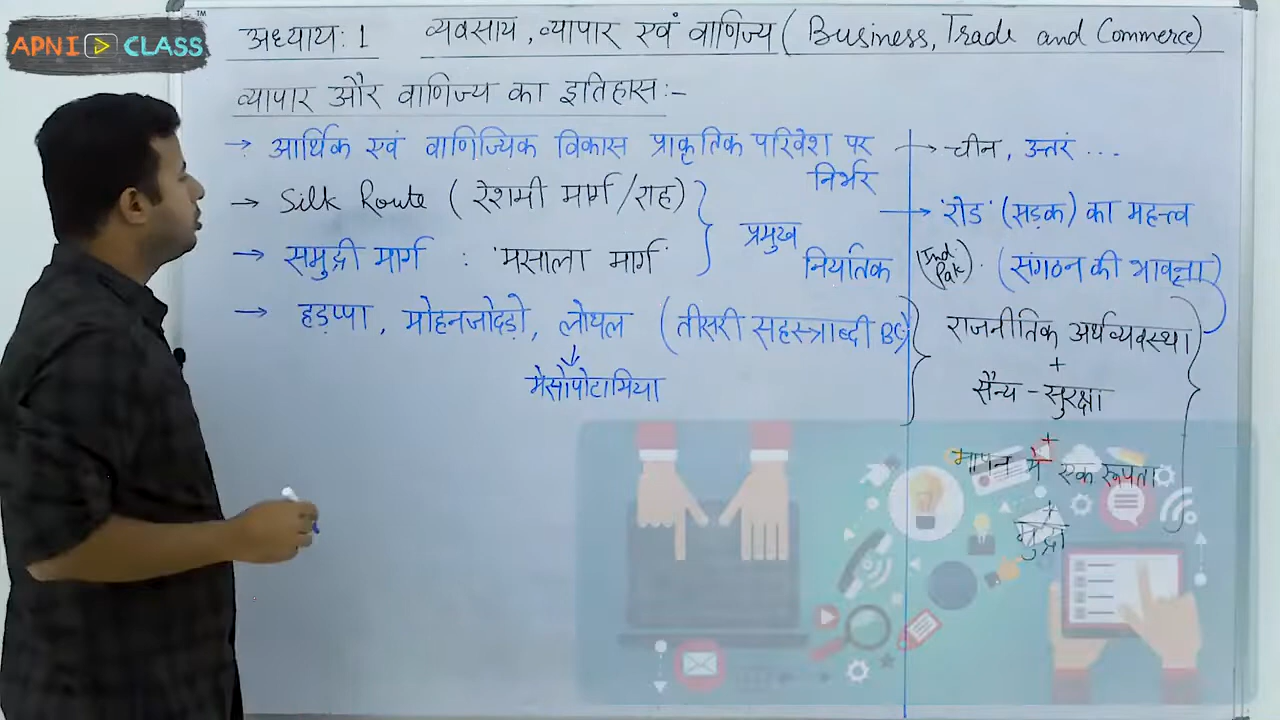 APNI CLASS ™
अध्याय: 1 व्यवसाय, व्यापार एवं वाणिज्य ( Business, Trade and Commerce)
व्यापार और वाणिज्य का इतिहास:-
→ आर्थिक एवं वाणिज्यिक विकास प्राकृतिक परिवेश पर
निर्भर
→ Silk Route ( रेशमी मार्ग /राह)
→ समुद्री मार्ग : 'मसाला मार्ग'
प्रमुख
निर्यातक
→ हड़प्पा, मोहनजोदड़ो, लोथल (तीसरी सहस्त्राब्दी BC)
मेसोपोटामिया
→ चीन, उत्तरं ...
→ 'रोड' (सड़क) का महत्त्व
(Ind. Pak). (संगठन की भावना)
राजनीतिक अर्थव्यवस्था
+
सैन्य - सुरक्षा
+
मापन में एक रूपता
+
मुद्रा